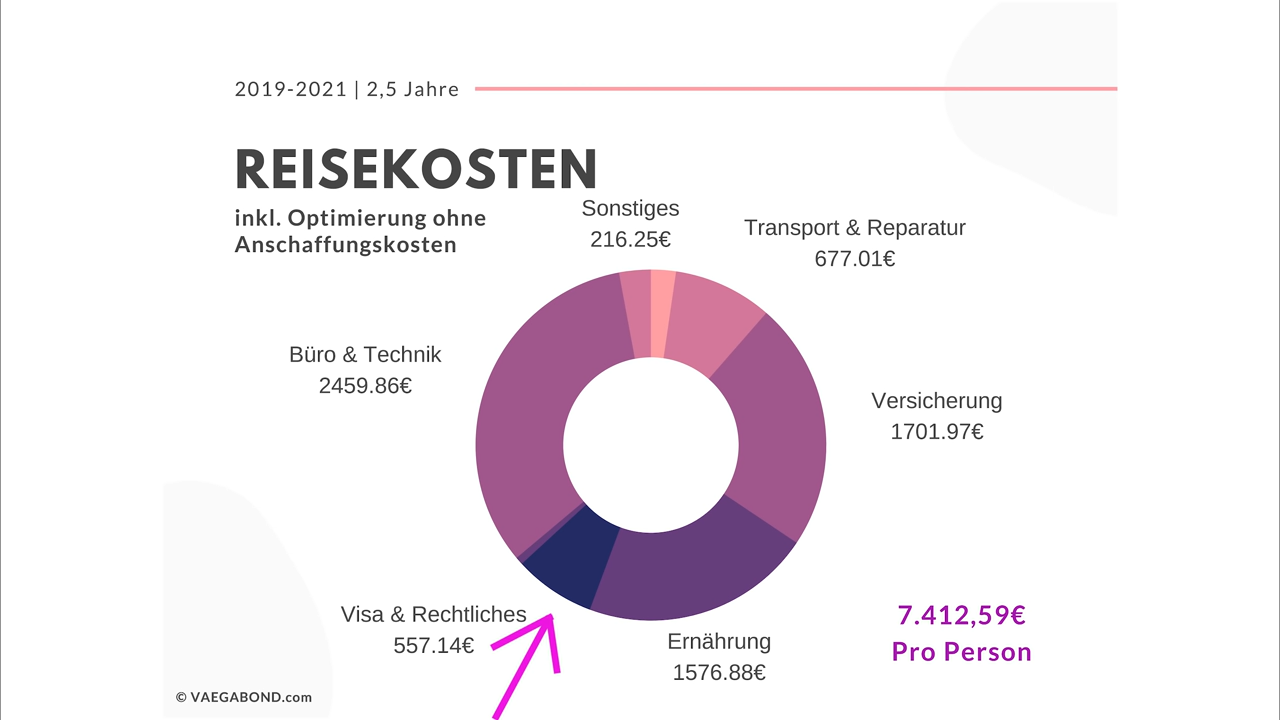 2019-2021 | 2,5 Jahre
REISEKOSTEN
inkl. Optimierung ohne
Anschaffungskosten
Sonstiges
216.25€
Transport & Reparatur
677.01€
Büro & Technik
2459.86€
Versicherung
1701.97€
Visa & Rechtliches
557.14€
Ernährung
1576.88€
7.412,59€
Pro Person
© VAEGABOND.com